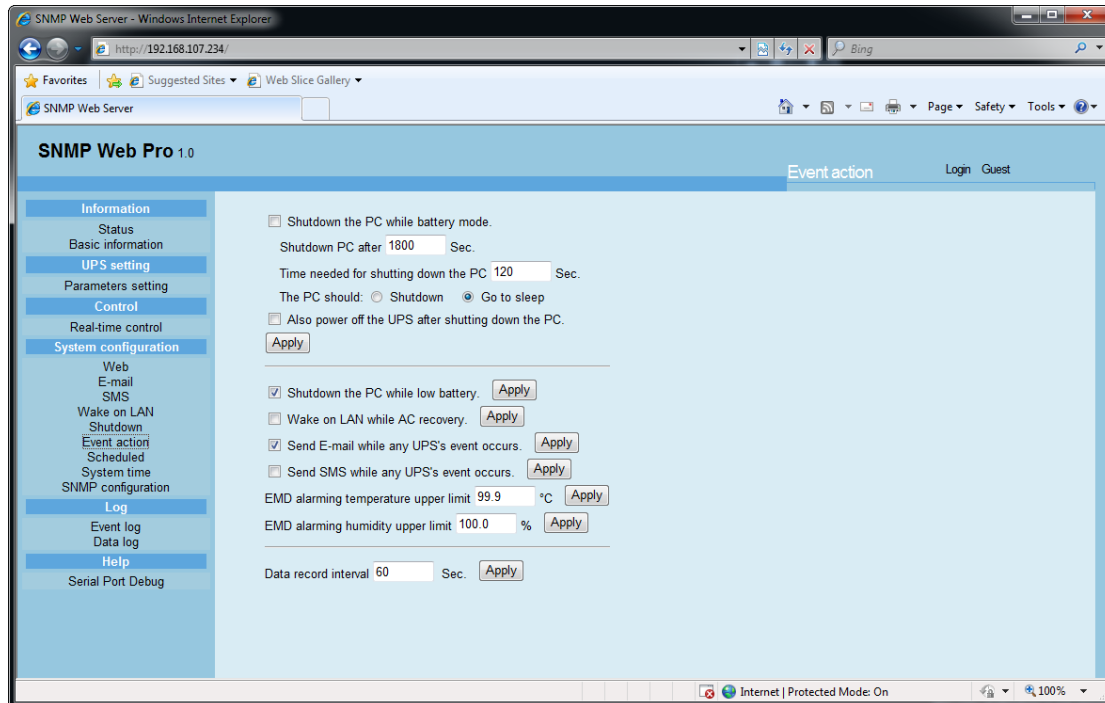 SNMP Web Server - Windows Internet Explorer
http://192.168.107.234/
Bing
Favorites Suggested Sites Web Slice Gallery
SNMP Web Server
Page Safety Tools
SNMP Web Pro 1.0
Event action Login Guest
Information
Status
Basic information
UPS setting
Parameters setting
Control
Real-time control
System configuration
Web
E-mail
SMS
Wake on LAN
Shutdown
Event action
Scheduled
System time
SNMP configuration
Log
Event log
Data log
Help
Serial Port Debug
Shutdown the PC while battery mode.
Shutdown PC after 1800 Sec.
Time needed for shutting down the PC 120 Sec.
The PC should: Shutdown Go to sleep
Also power off the UPS after shutting down the PC.
Apply
Shutdown the PC while low battery. Apply
Wake on LAN while AC recovery. Apply
Send E-mail while any UPS's event occurs. Apply
Send SMS while any UPS's event occurs. Apply
EMD alarming temperature upper limit 99.9 °C Apply
EMD alarming humidity upper limit 100.0 % Apply
Data record interval 60 Sec. Apply
Internet | Protected Mode: On 100%